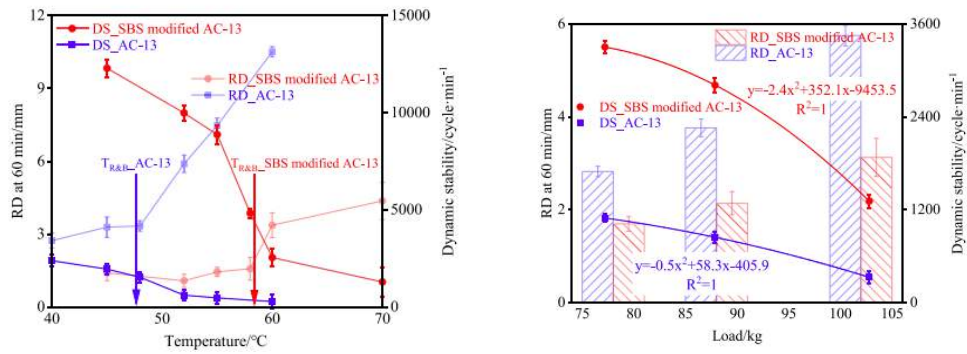 12
9
6
3
0
RD at 60 min/mm
DS_SBS modified AC-13
DS_AC-13
RD_SBS modified AC-13
RD_AC-13
T_R&B_AC-13
T_R&B_SBS modified AC-13
15000
10000
5000
0
Dynamic stability/cycle·min⁻¹
40 50 60 70
Temperature/°C
6
4
2
0
RD at 60 min/mm
RD_SBS modified AC-13
RD_AC-13
y=-2.4x²+352.1x-9453.5
R²=1
DS_SBS modified AC-13
DS_AC-13
y=-0.5x²+58.3x-405.9
R²=1
3600
2400
1200
0
Dynamic stability/cycle·min⁻¹
75 80 85 90 95 100 105
Load/kg